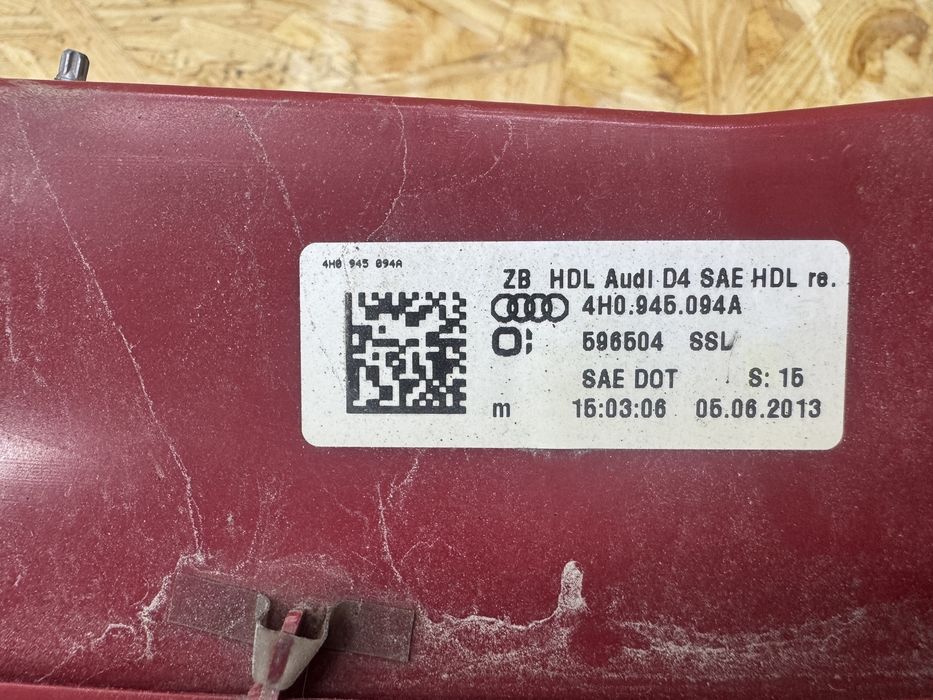 4H0 945 094A
ZB HDL Audi D4 SAE HDL re.
4H0.945.094A
596504 SSL
SAE DOT S: 15
m 15:03:06 05.06.2013